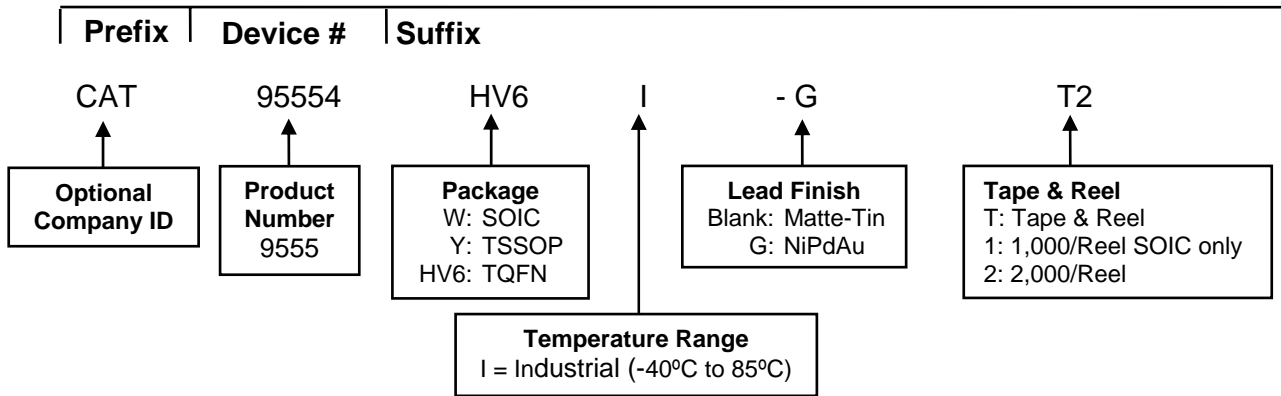 Prefix Device # Suffix
CAT 95554 HV6 I - G T2
Optional
Company ID
Product
Number
9555
Package
W: SOIC
Y: TSSOP
HV6: TQFN
Lead Finish
Blank: Matte-Tin
G: NiPdAu
Tape & Reel
T: Tape & Reel
1: 1,000/Reel SOIC only
2: 2,000/Reel
Temperature Range
I = Industrial (-40ºC to 85ºC)